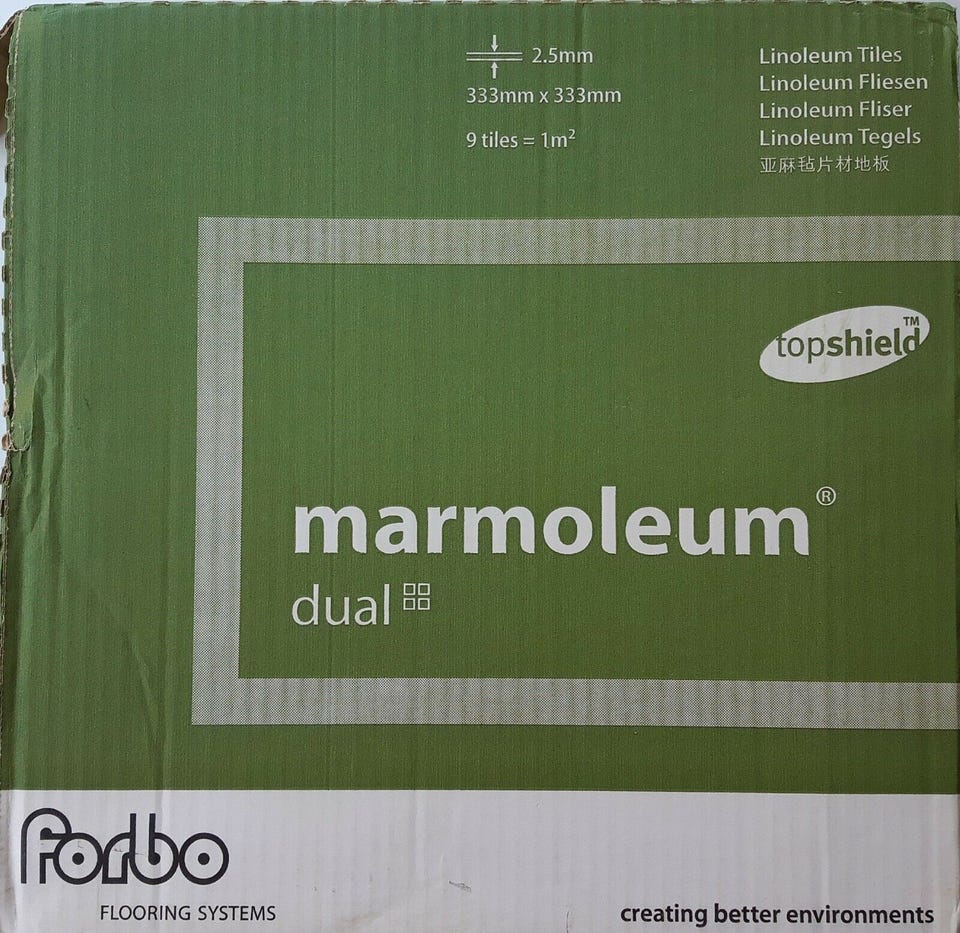 2.5mm
333mm x 333mm
9 tiles = 1m²
Linoleum Tiles
Linoleum Fliesen
Linoleum Fliser
Linoleum Tegels
亚麻毡片材地板
topshield™
marmoleum®
dual
forbo
FLOORING SYSTEMS
creating better environments